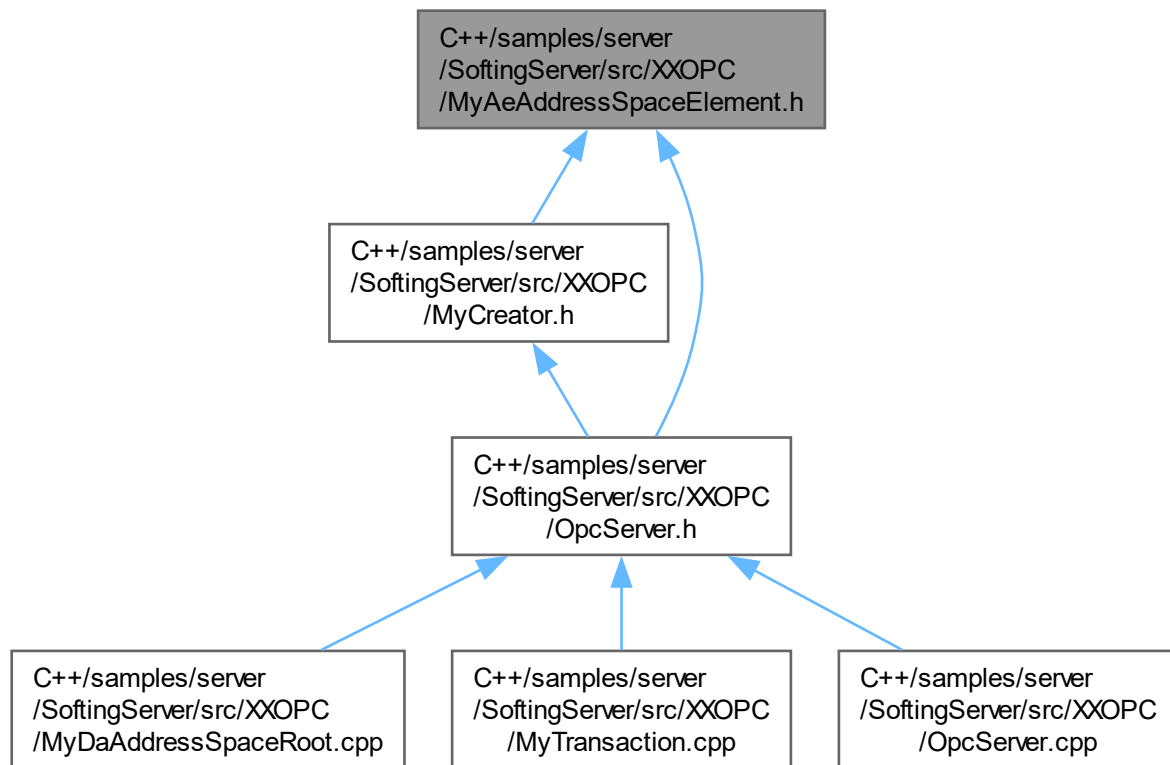 C++/samples/server
/SoftingServer/src/XXOPC
/MyAeAddressSpaceElement.h
C++/samples/server
/SoftingServer/src/XXOPC
/MyCreator.h
C++/samples/server
/SoftingServer/src/XXOPC
/OpcServer.h
C++/samples/server
/SoftingServer/src/XXOPC
/MyDaAddressSpaceRoot.cpp
C++/samples/server
/SoftingServer/src/XXOPC
/MyTransaction.cpp
C++/samples/server
/SoftingServer/src/XXOPC
/OpcServer.cpp